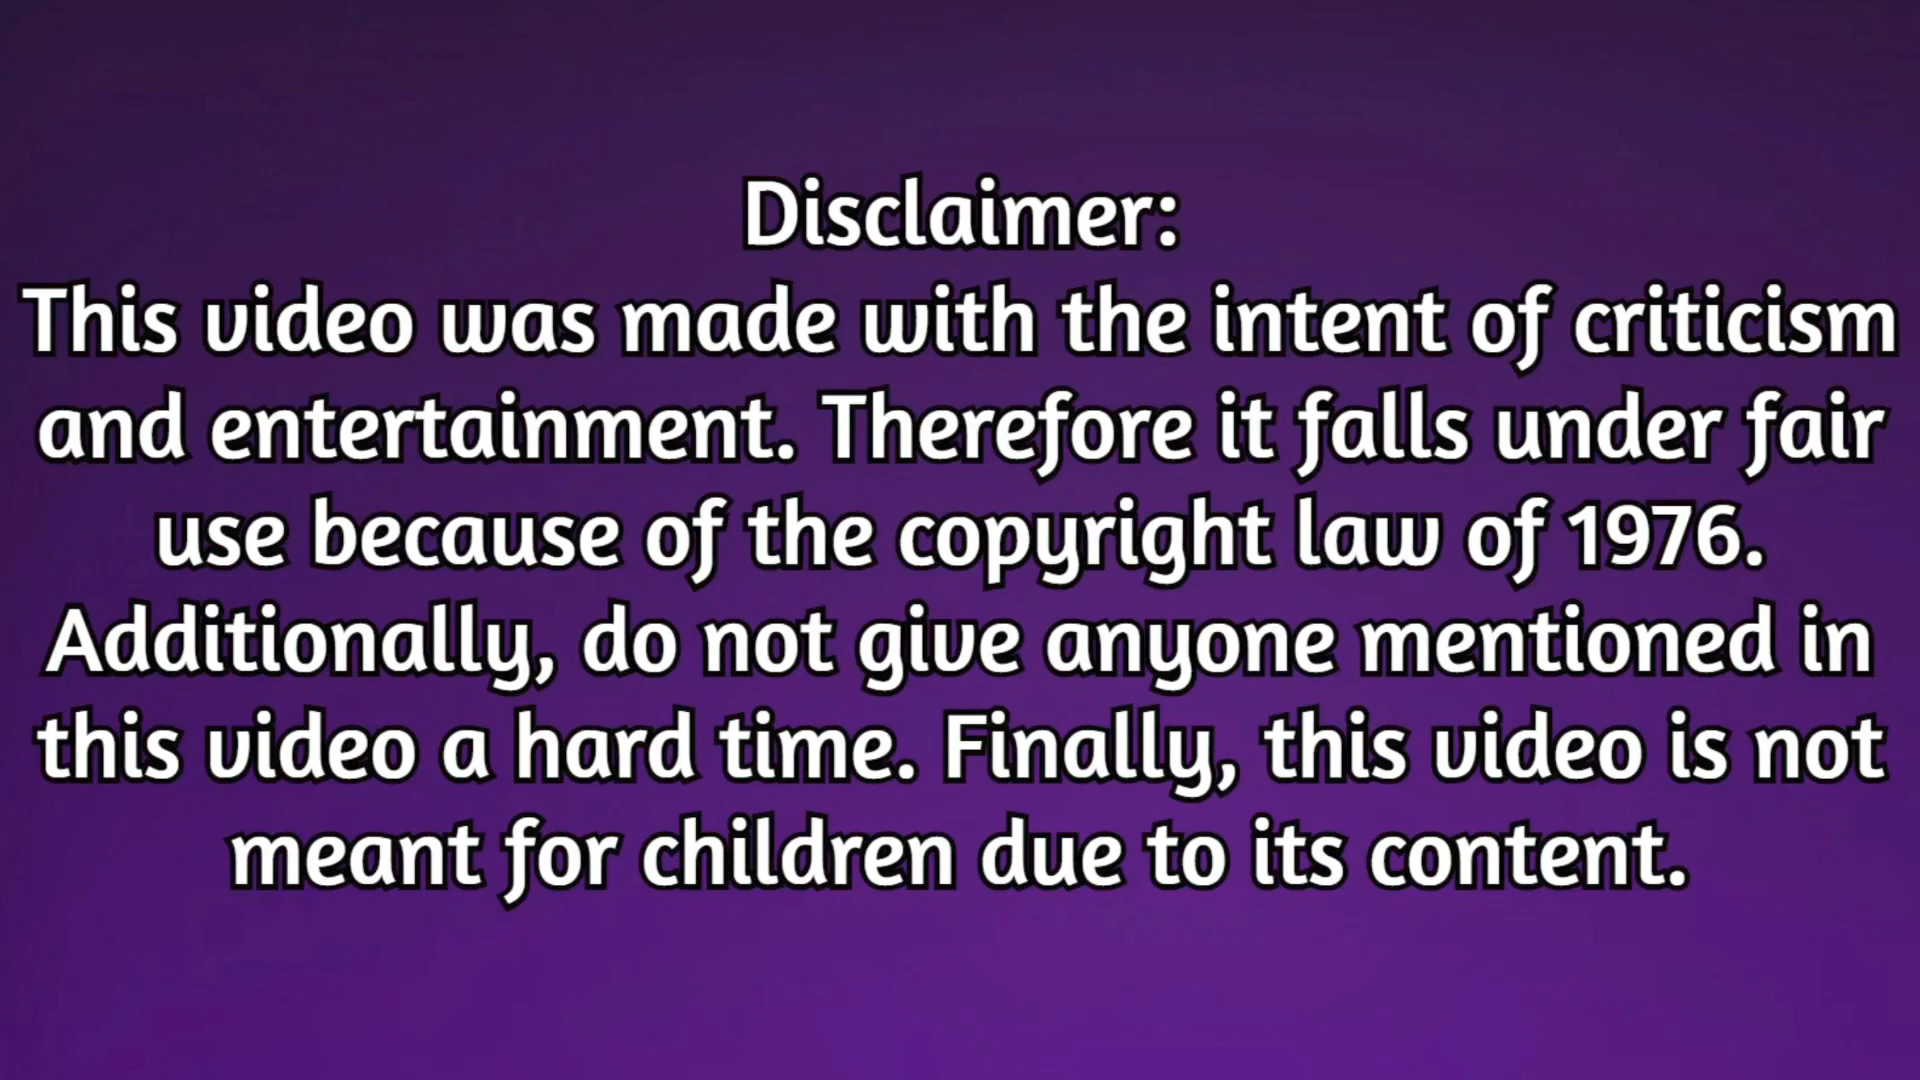 Disclaimer:
This video was made with the intent of criticism
and entertainment. Therefore it falls under fair
use because of the copyright law of 1976.
Additionally, do not give anyone mentioned in
this video a hard time. Finally, this video is not
meant for children due to its content.